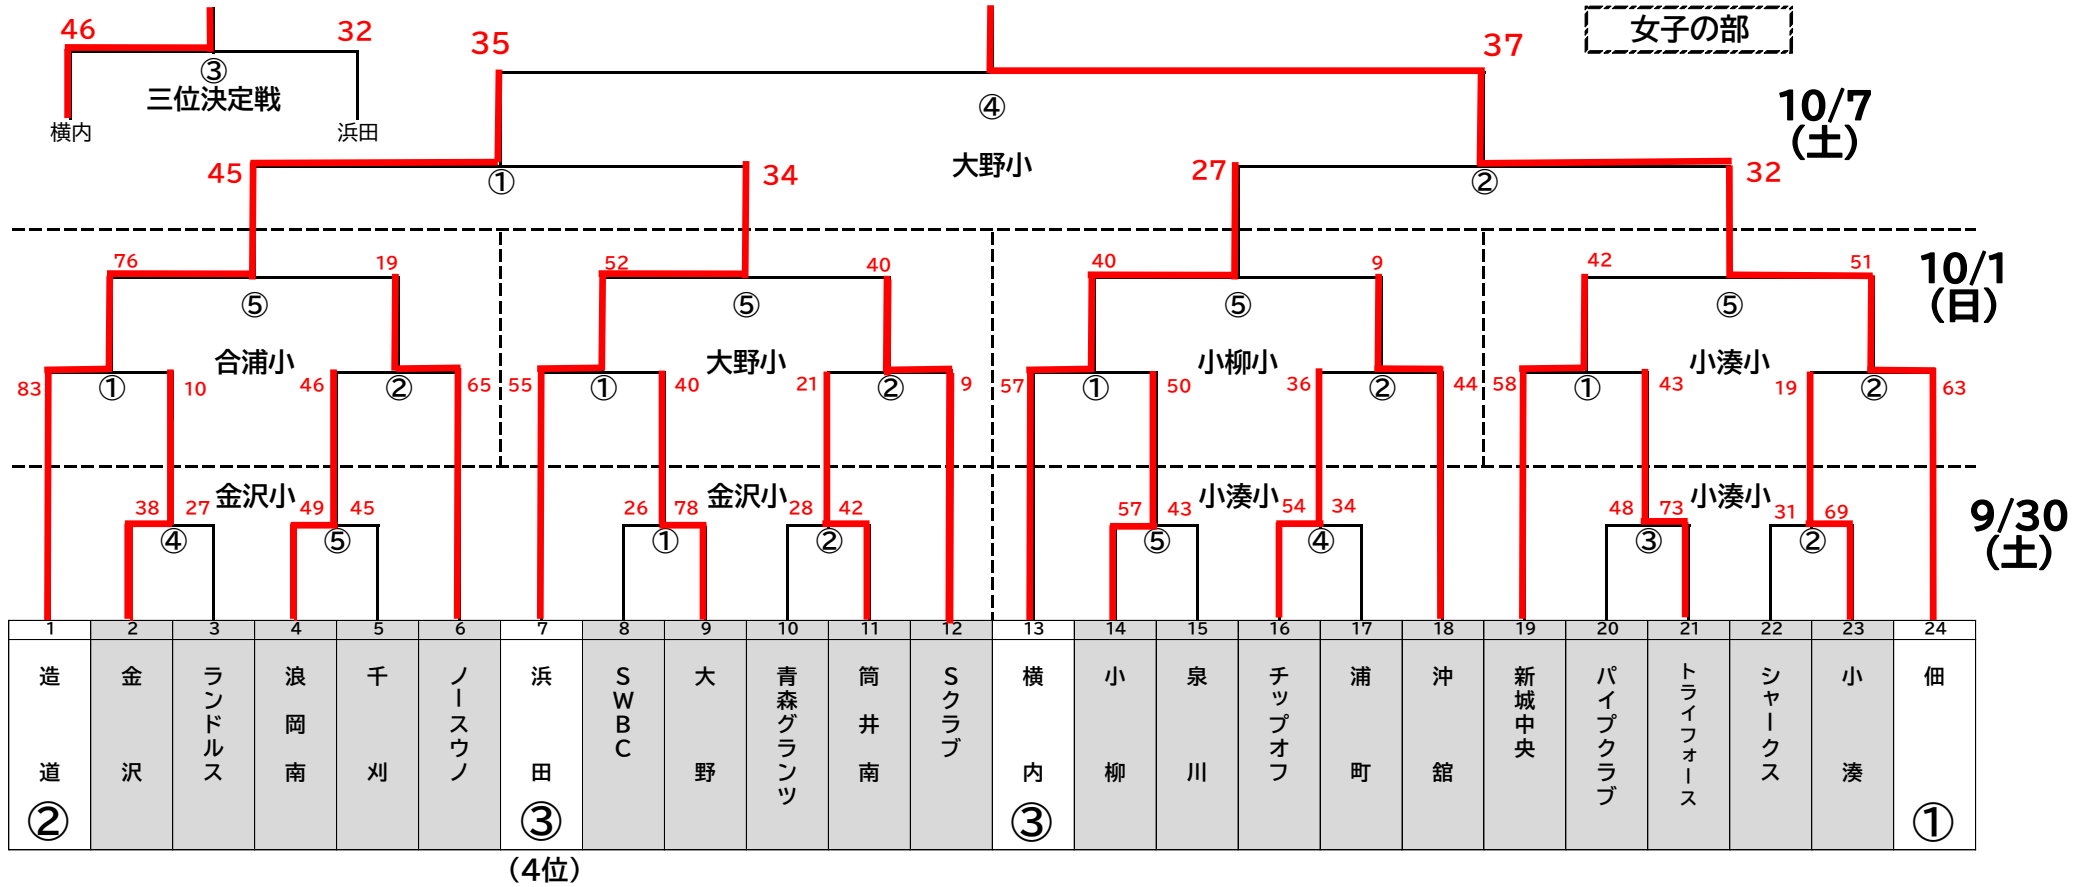 女子の部
46 32
35 37
③
三位決定戦
横内 浜田
④
10/7
(土)
大野小
45 34 27 32
① ②
76 19 52 40 40 9 42 51
⑤ ⑤ ⑤ ⑤
10/1
(日)
合浦小 大野小 小柳小 小湊小
83 ① 10 46 ② 65 55 ① 40 21 ② 9 57 ① 50 36 ② 44 58 ① 43 19 ② 63
金沢小 金沢小 小湊小 小湊小
38 27 49 45 26 78 28 42 57 43 54 34 48 73 31 69
④ ⑤ ① ② ⑤ ④ ③ ②
9/30
(土)
1 2 3 4 5 6 7 8 9 10 11 12 13 14 15 16 17 18 19 20 21 22 23 24
造道
金沢
ランドルス
浪岡南
千刈
ノースウノ
浜田
SWBC
大野
青森グランツ
筒井南
Sクラブ
横内
小柳
泉川
チップオフ
浦町
沖舘
新城中央
パイプクラブ
トライフォース
シャークス
小湊
佃
② ③ ③ ①
(4位)